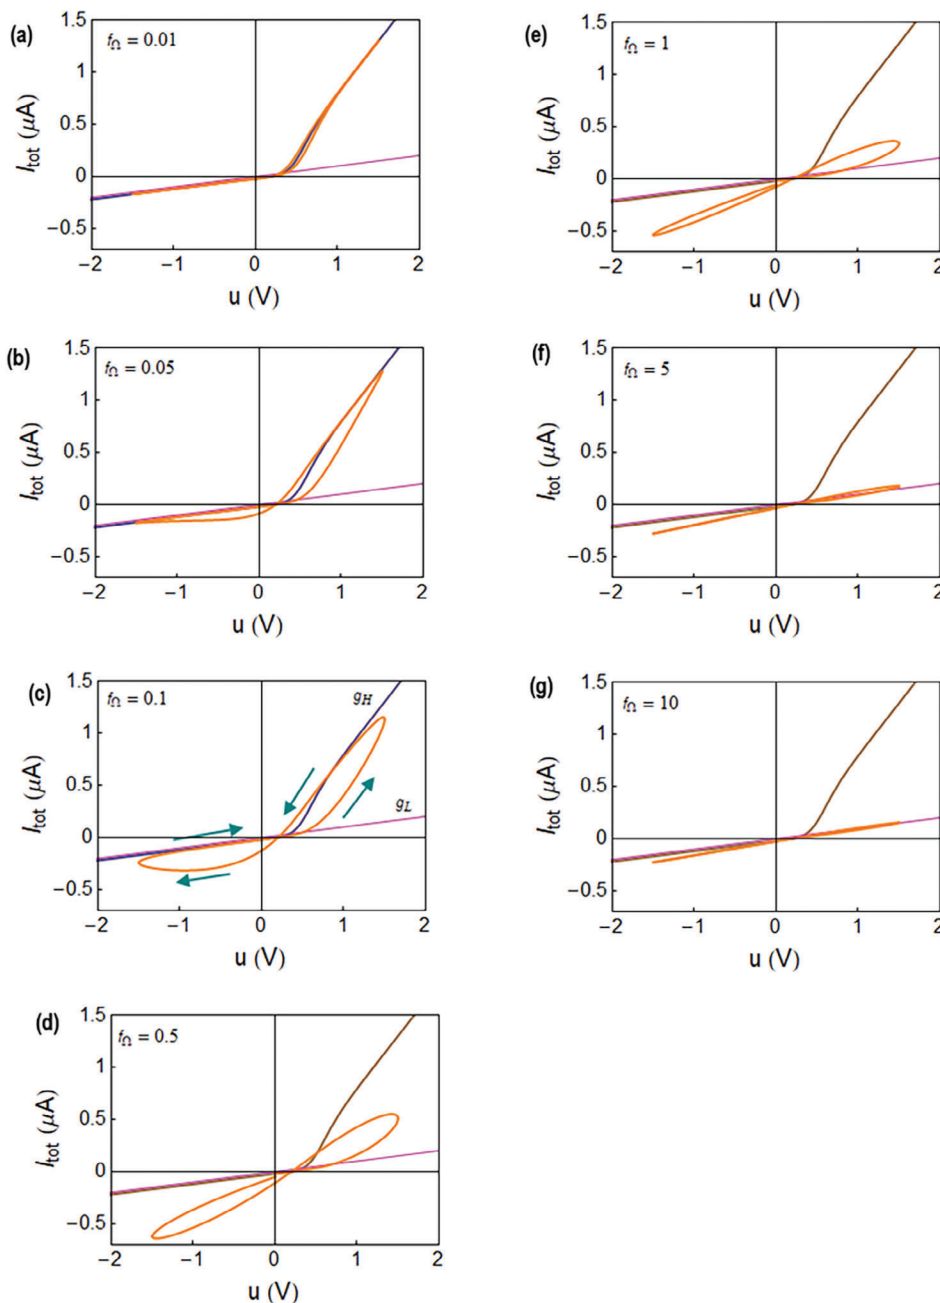 (a)
f_Ω = 0.01
1.5
1
0.5
0
−0.5
I_tot (μA)
−2 −1 0 1 2
u (V)
(e)
f_Ω = 1
1.5
1
0.5
0
−0.5
I_tot (μA)
−2 −1 0 1 2
u (V)
(b)
f_Ω = 0.05
1.5
1
0.5
0
−0.5
I_tot (μA)
−2 −1 0 1 2
u (V)
(f)
f_Ω = 5
1.5
1
0.5
0
−0.5
I_tot (μA)
−2 −1 0 1 2
u (V)
(c)
f_Ω = 0.1
g_H
g_L
1.5
1
0.5
0
−0.5
I_tot (μA)
−2 −1 0 1 2
u (V)
(g)
f_Ω = 10
1.5
1
0.5
0
−0.5
I_tot (μA)
−2 −1 0 1 2
u (V)
(d)
f_Ω = 0.5
1.5
1
0.5
0
−0.5
I_tot (μA)
−2 −1 0 1 2
u (V)